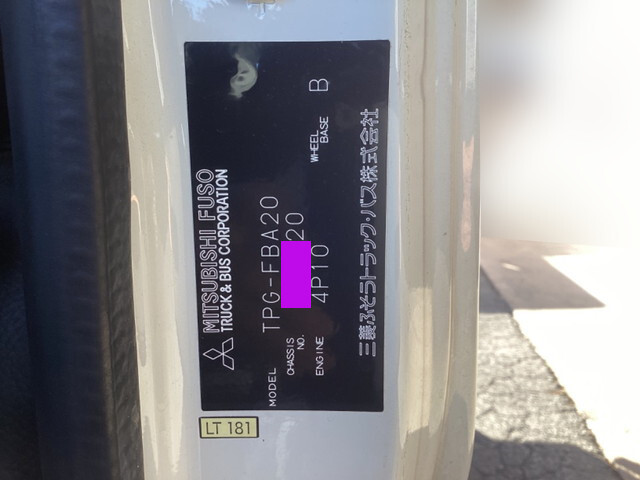 MITSUBISHI FUSO
TRUCK & BUS CORPORATION
MODEL TPG-FBA20
CHASSIS NO. 20
ENGINE 4P10 WHEEL BASE B
三菱ふそうトラック・バス株式会社
LT 181